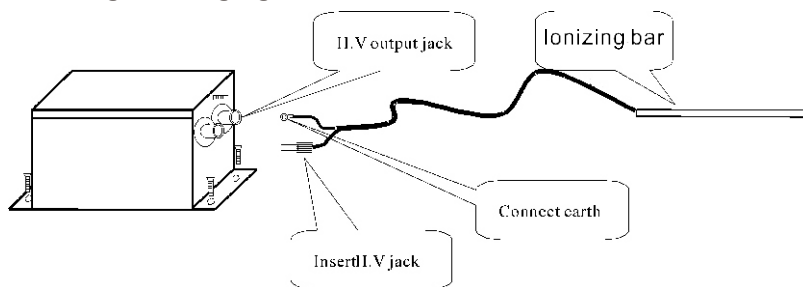 H.V output jack
Ionizing bar
Connect earth
InsertH.V jack